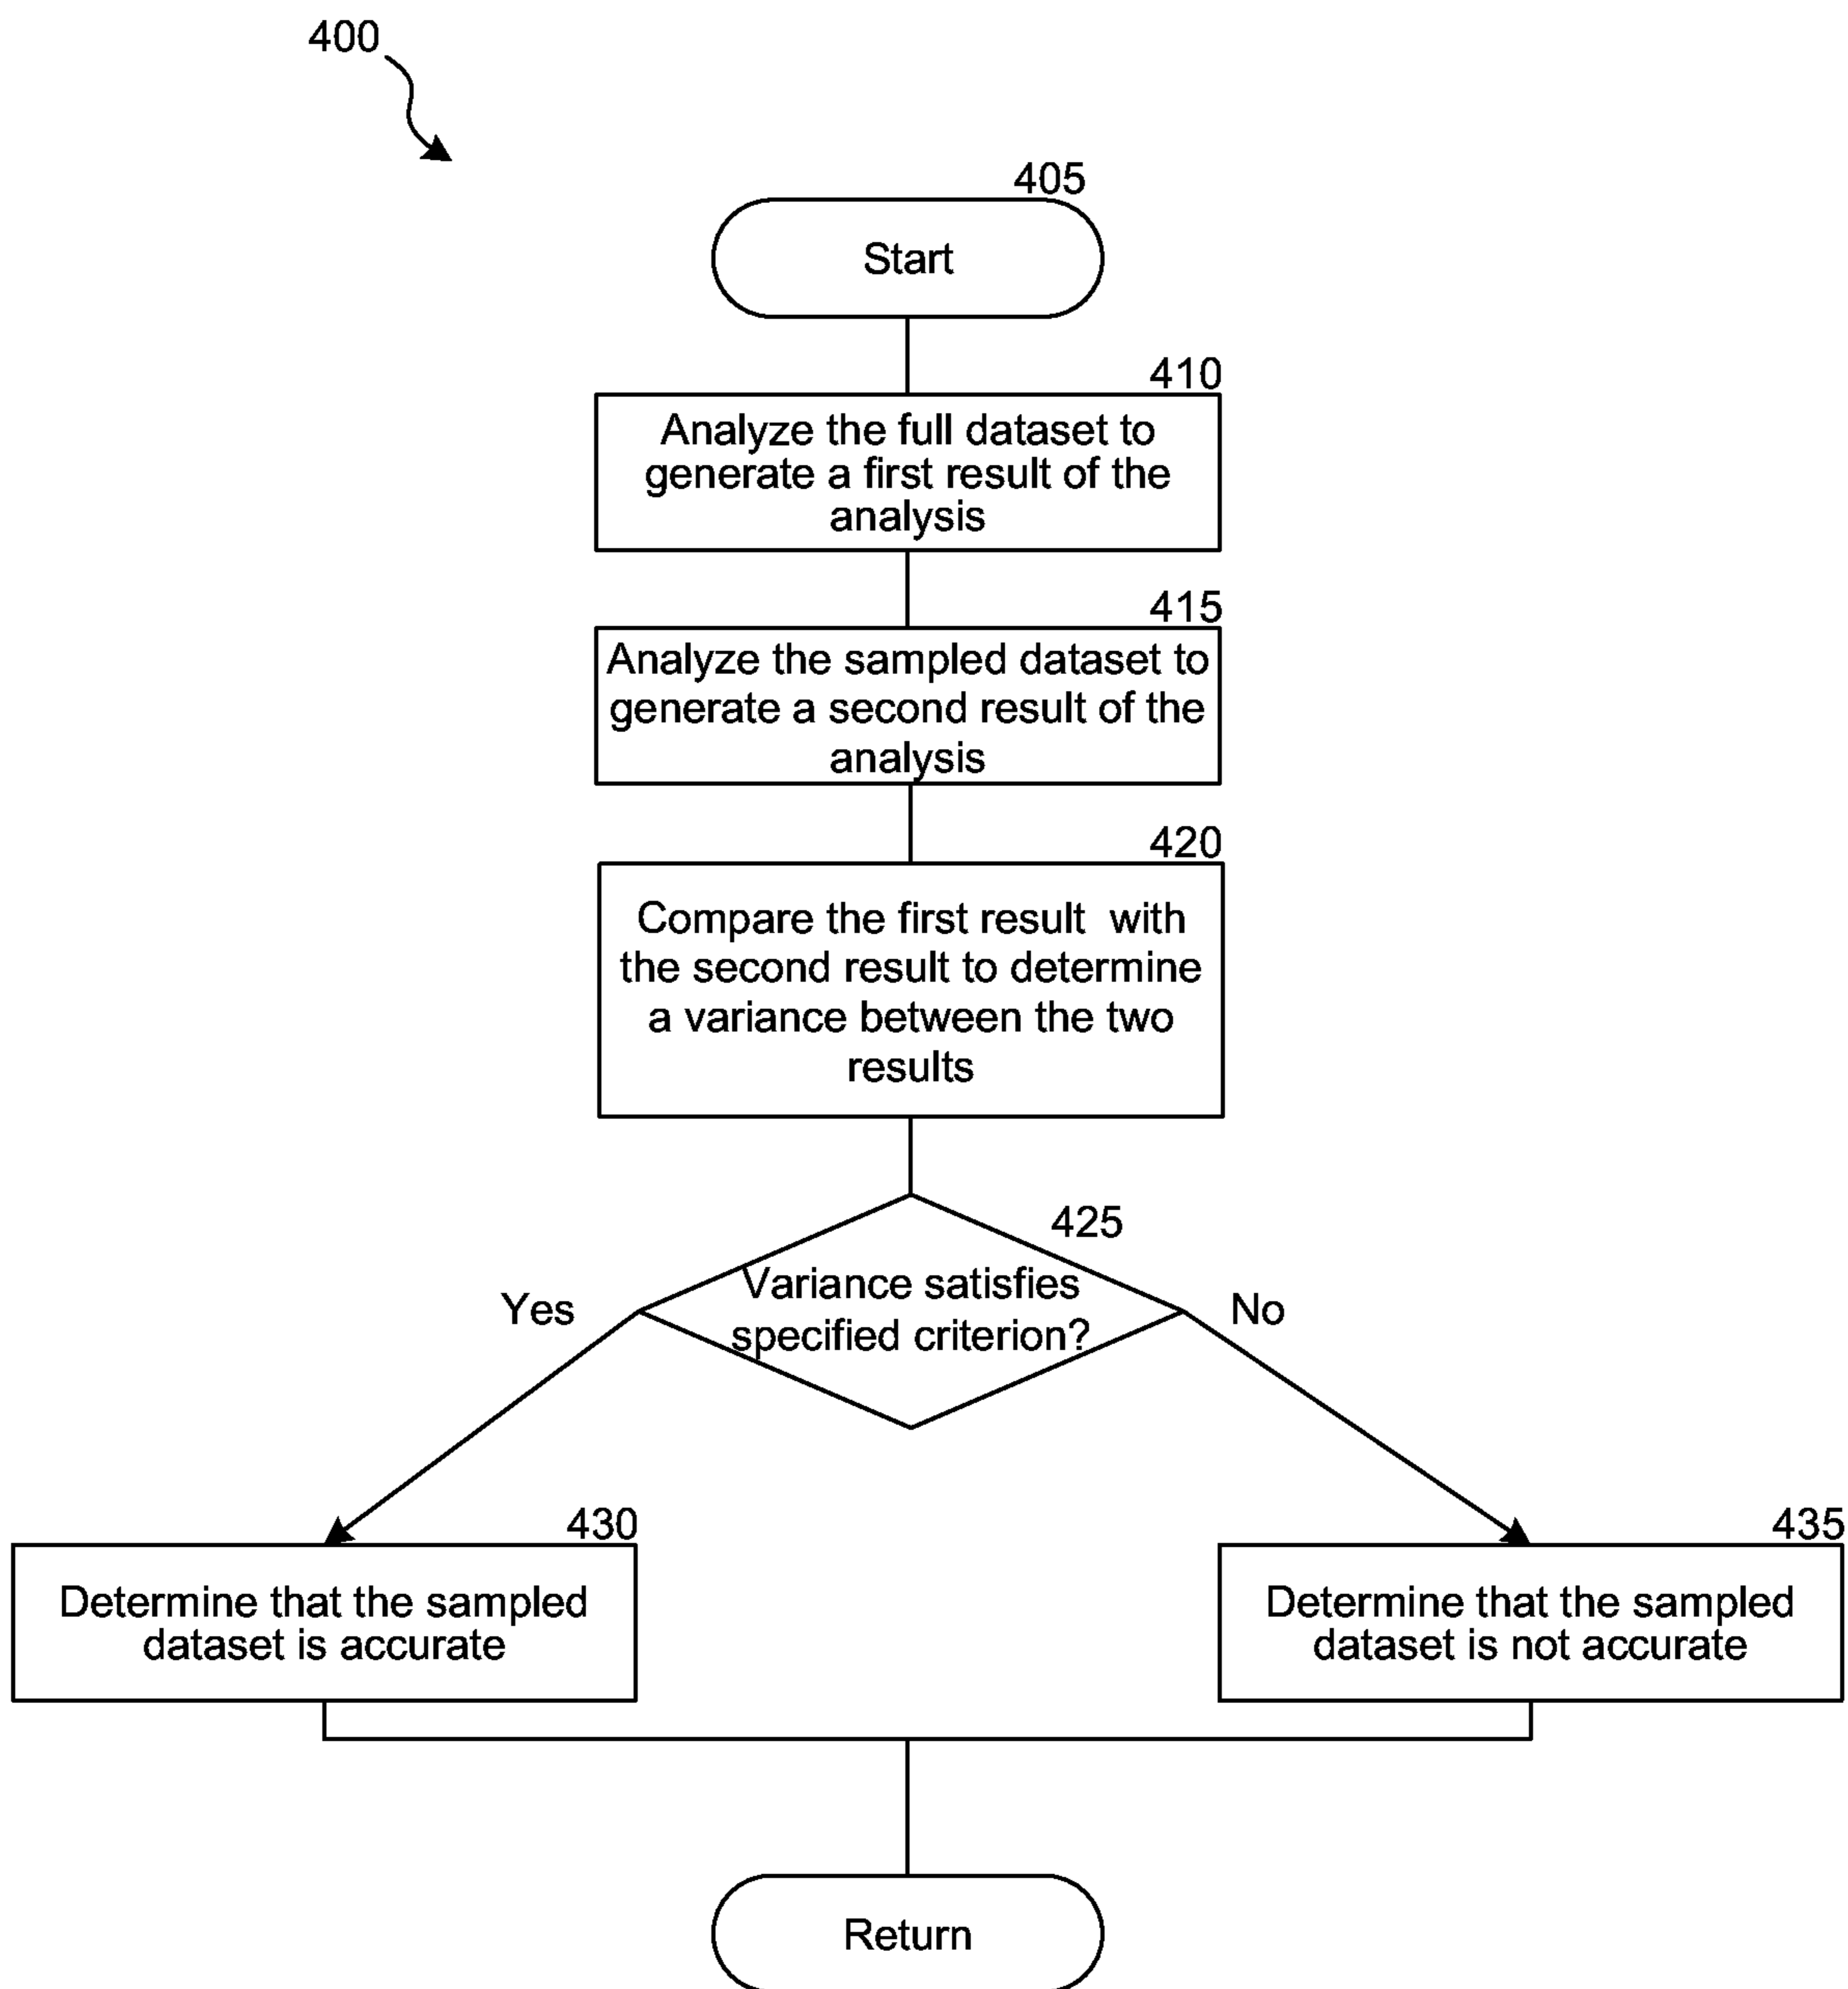 400
405
Start
410
Analyze the full dataset to
generate a first result of the
analysis
415
Analyze the sampled dataset to
generate a second result of the
analysis
420
Compare the first result with
the second result to determine
a variance between the two
results
425
Variance satisfies
specified criterion?
Yes
No
430
Determine that the sampled
dataset is accurate
435
Determine that the sampled
dataset is not accurate
Return